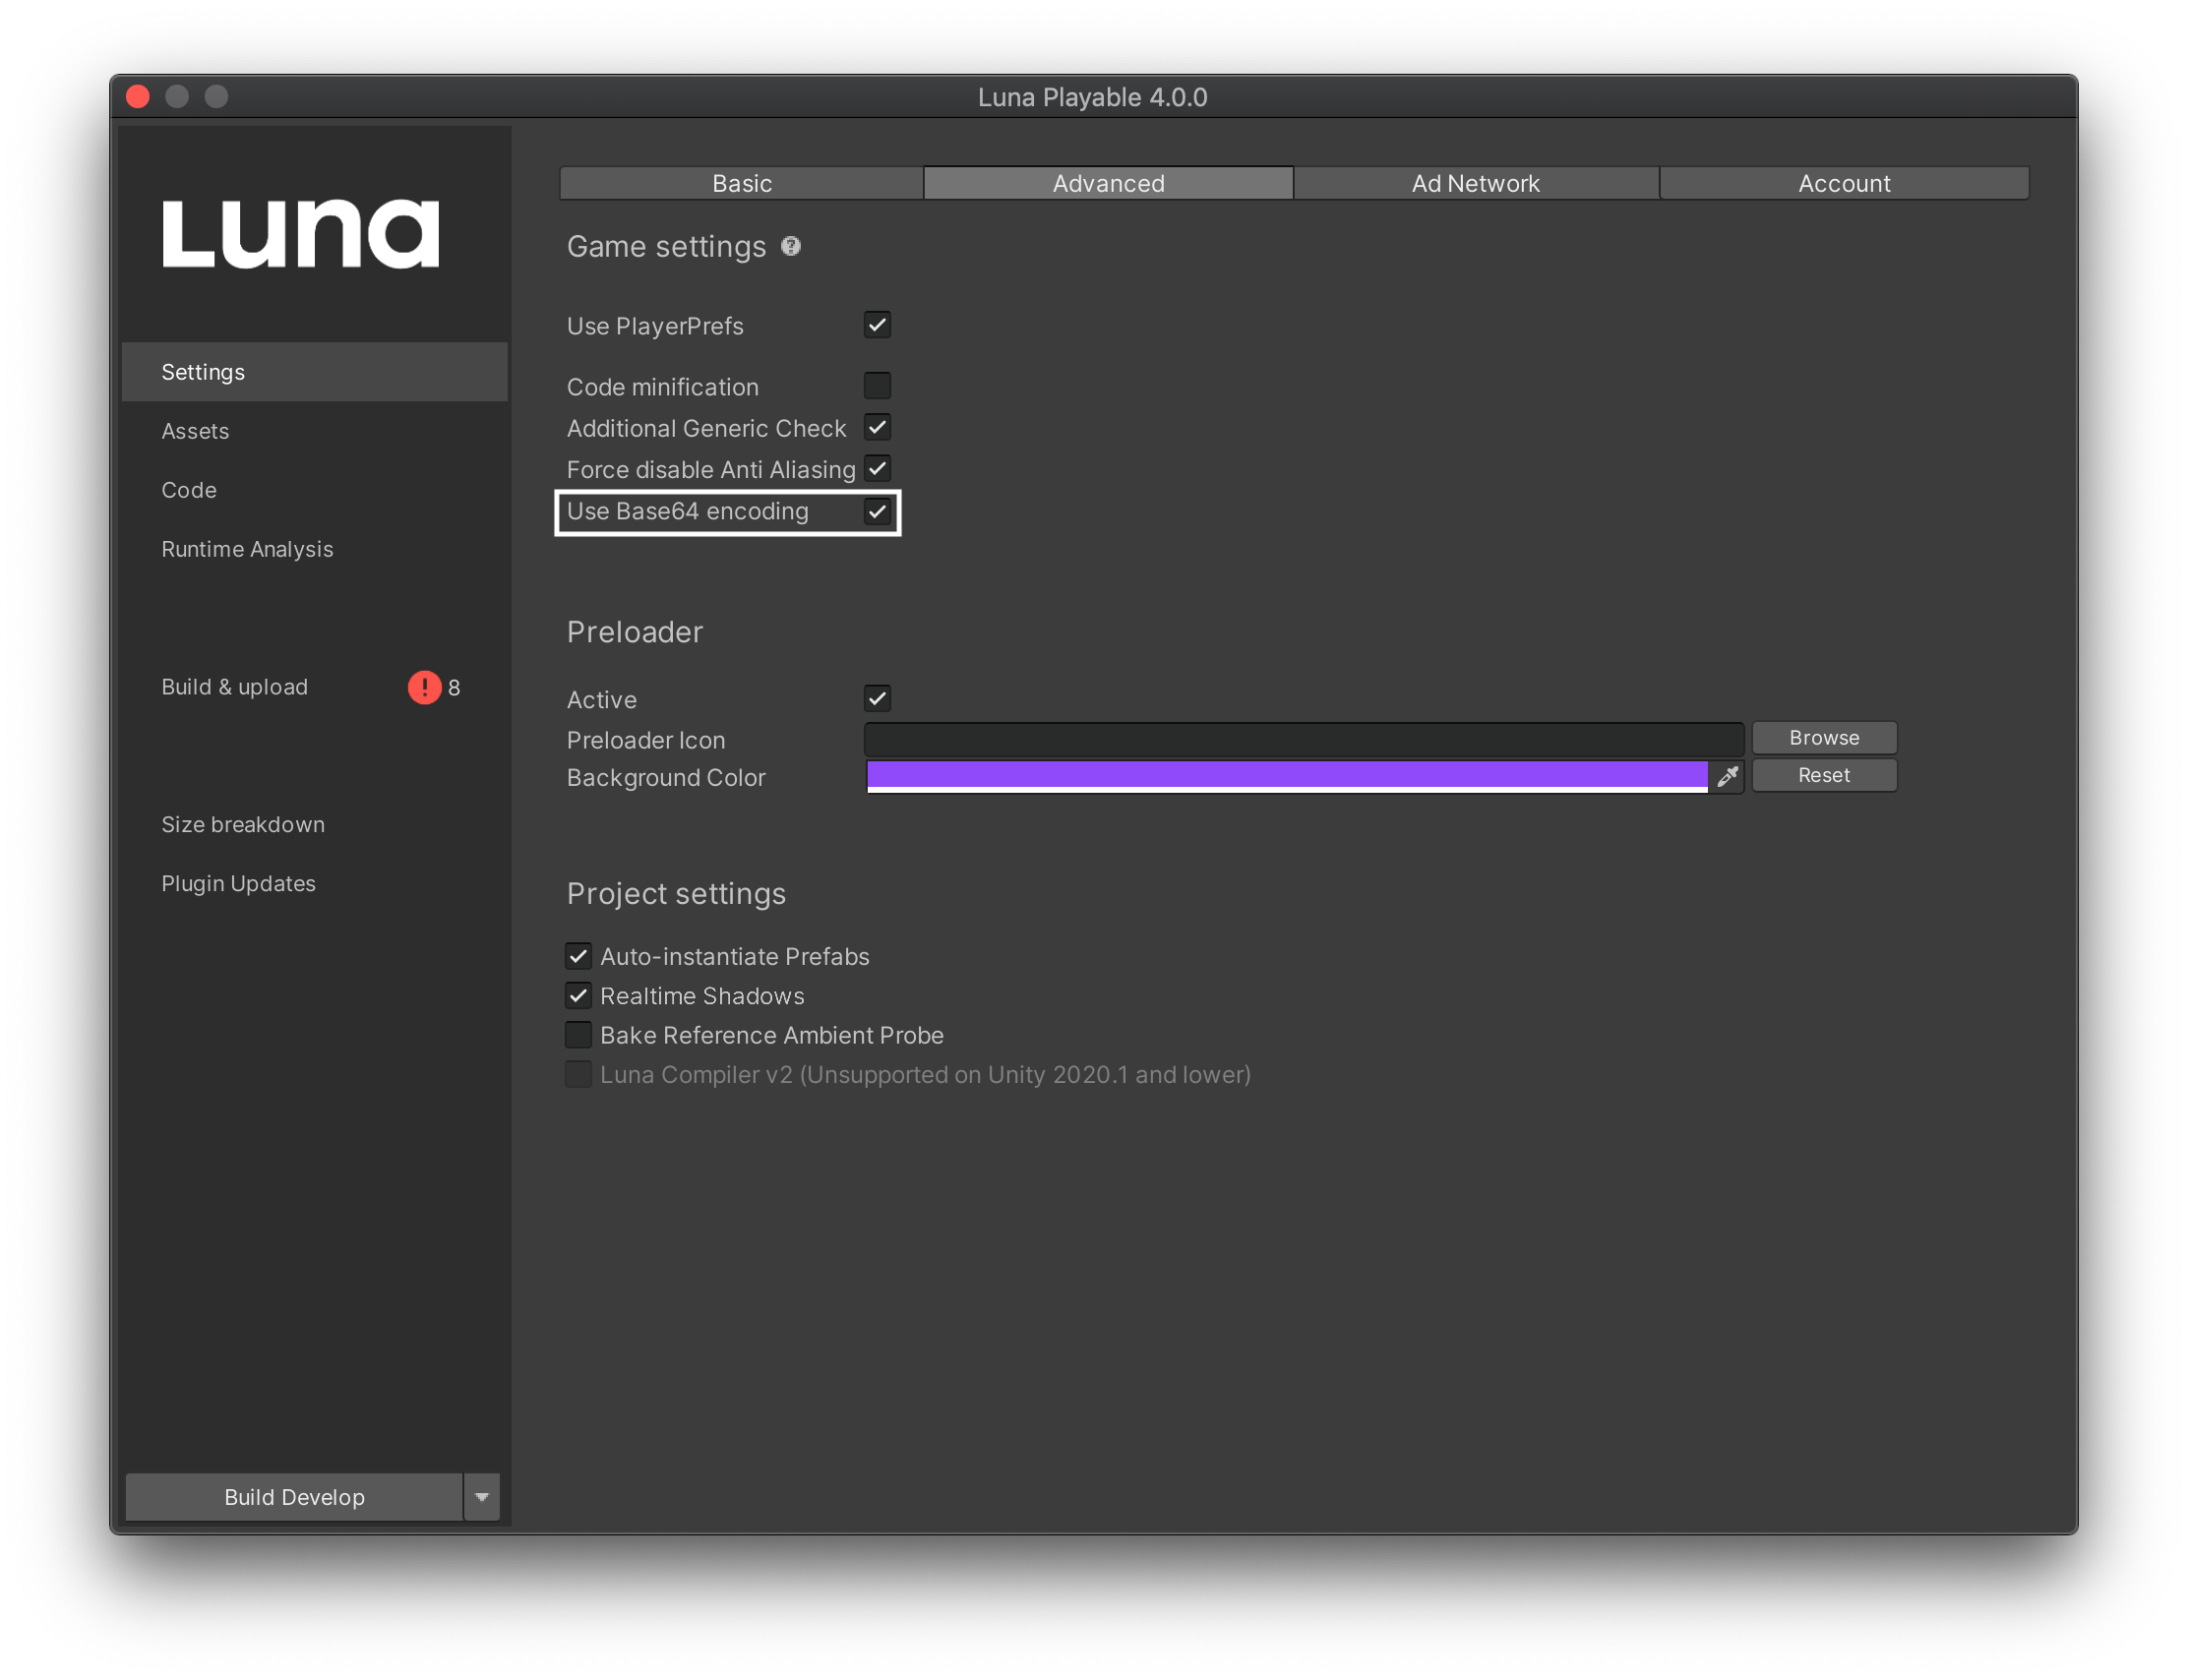 Luna Playable 4.0.0
Luna
Settings
Assets
Code
Runtime Analysis
Build & upload ! 8
Size breakdown
Plugin Updates
Build Develop
Basic Advanced Ad Network Account
Game settings ?
Use PlayerPrefs
Code minification
Additional Generic Check
Force disable Anti Aliasing
Use Base64 encoding
Preloader
Active
Preloader Icon Browse
Background Color Reset
Project settings
Auto-instantiate Prefabs
Realtime Shadows
Bake Reference Ambient Probe
Luna Compiler v2 (Unsupported on Unity 2020.1 and lower)